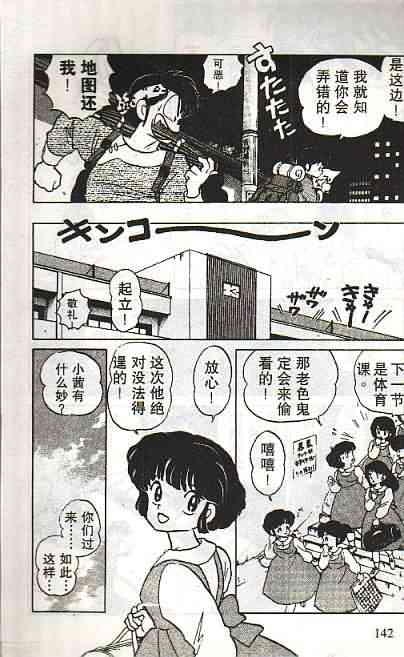 是这边！
我就知
道你会
弄错的！
すたたたた
可恶！
地图还
我！
キンコーーン
起立！
敬礼
ザワ
ザワ
下一节
是体育
课。
那老色鬼
定会来偷
看的！
嘻嘻！
放心！
这次他绝
对没法得
逞的！
小茜有
什么妙？
你们过
来……
如此…
这样…
142